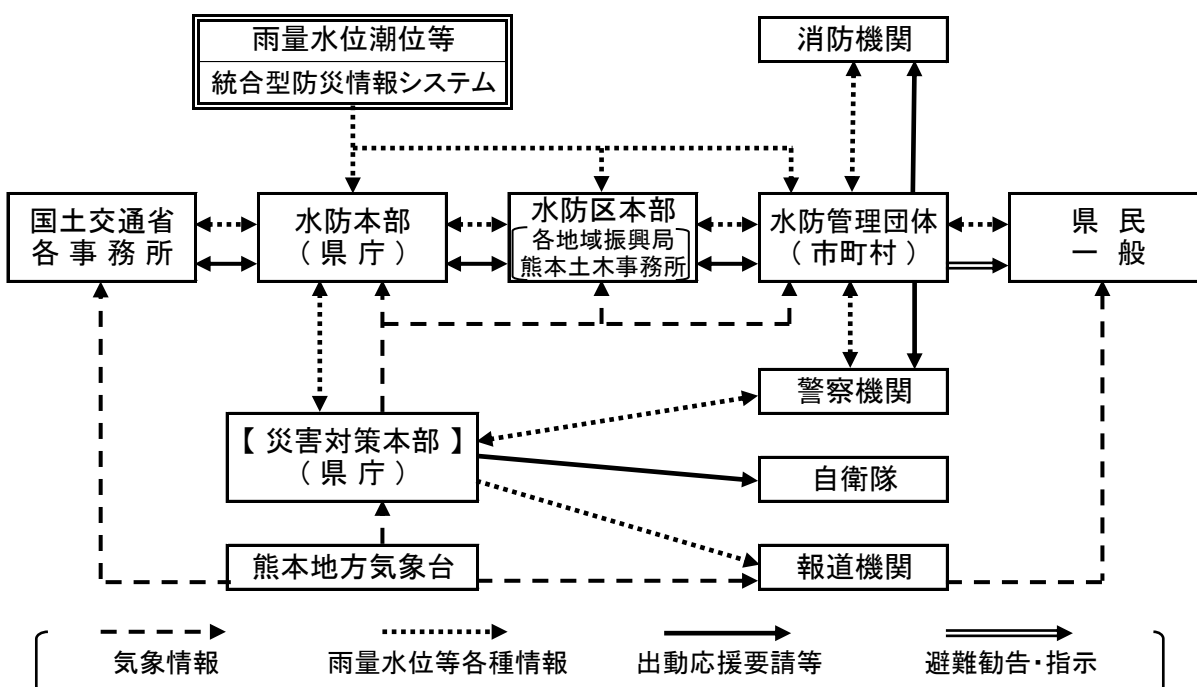 雨量水位潮位等
統合型防災情報システム
消防機関
国土交通省
各事務所
水防本部
（県庁）
水防区本部
各地域振興局
熊本土木事務所
水防管理団体
（市町村）
県民
一般
警察機関
【災害対策本部】
（県庁）
自衛隊
熊本地方気象台
報道機関
気象情報
雨量水位等各種情報
出動応援要請等
避難勧告・指示